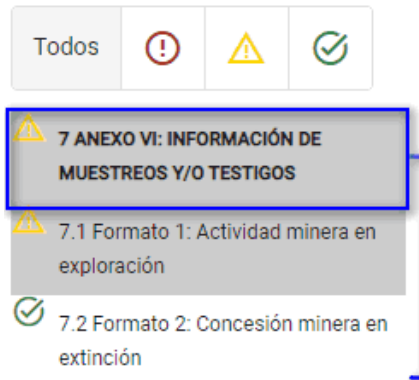 Todos
7 ANEXO VI: INFORMACIÓN DE
MUESTREOS Y/O TESTIGOS
7.1 Formato 1: Actividad minera en
exploración
7.2 Formato 2: Concesión minera en
extinción